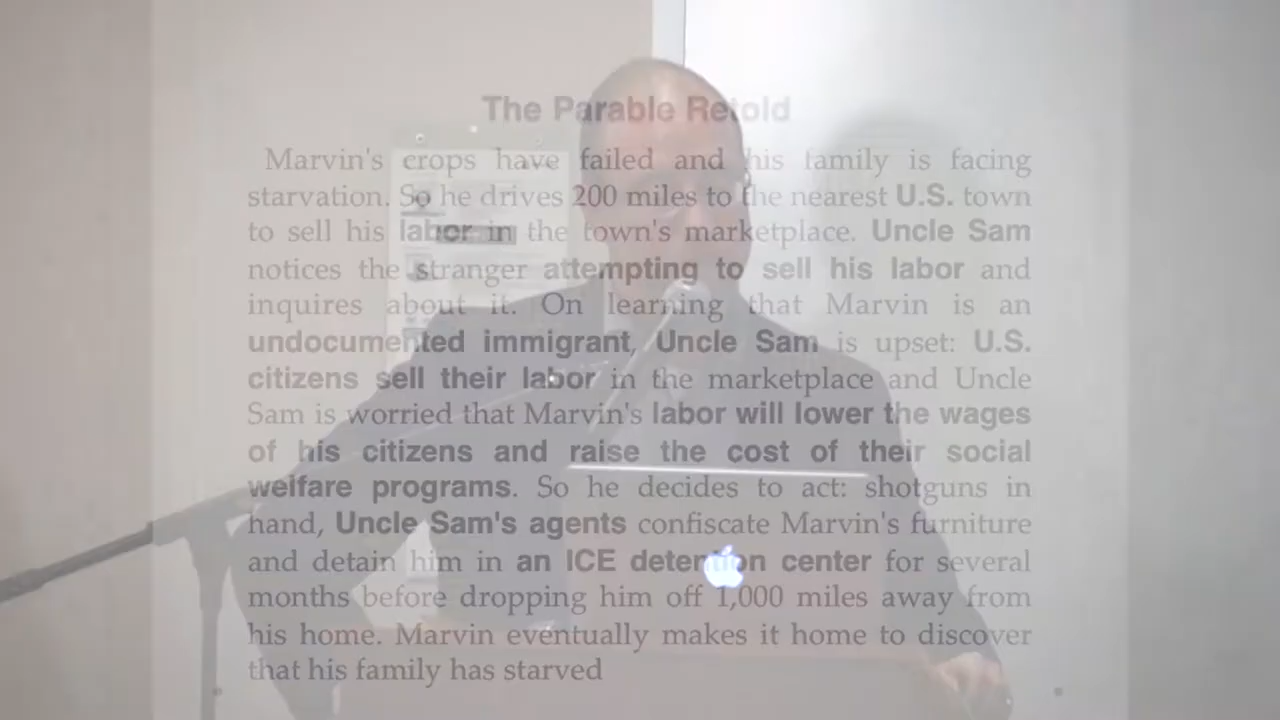 The Parable Retold
Marvin's crops have failed and his family is facing
starvation. So he drives 200 miles to the nearest U.S. town
to sell his labor in the town's marketplace. Uncle Sam
notices the stranger attempting to sell his labor and
inquires about it. On learning that Marvin is an
undocumented immigrant, Uncle Sam is upset: U.S.
citizens sell their labor in the marketplace and Uncle
Sam is worried that Marvin's labor will lower the wages
of his citizens and raise the cost of their social
welfare programs. So he decides to act: shotguns in
hand, Uncle Sam's agents confiscate Marvin's furniture
and detain him in an ICE detention center for several
months before dropping him off 1,000 miles away from
his home. Marvin eventually makes it home to discover
that his family has starved